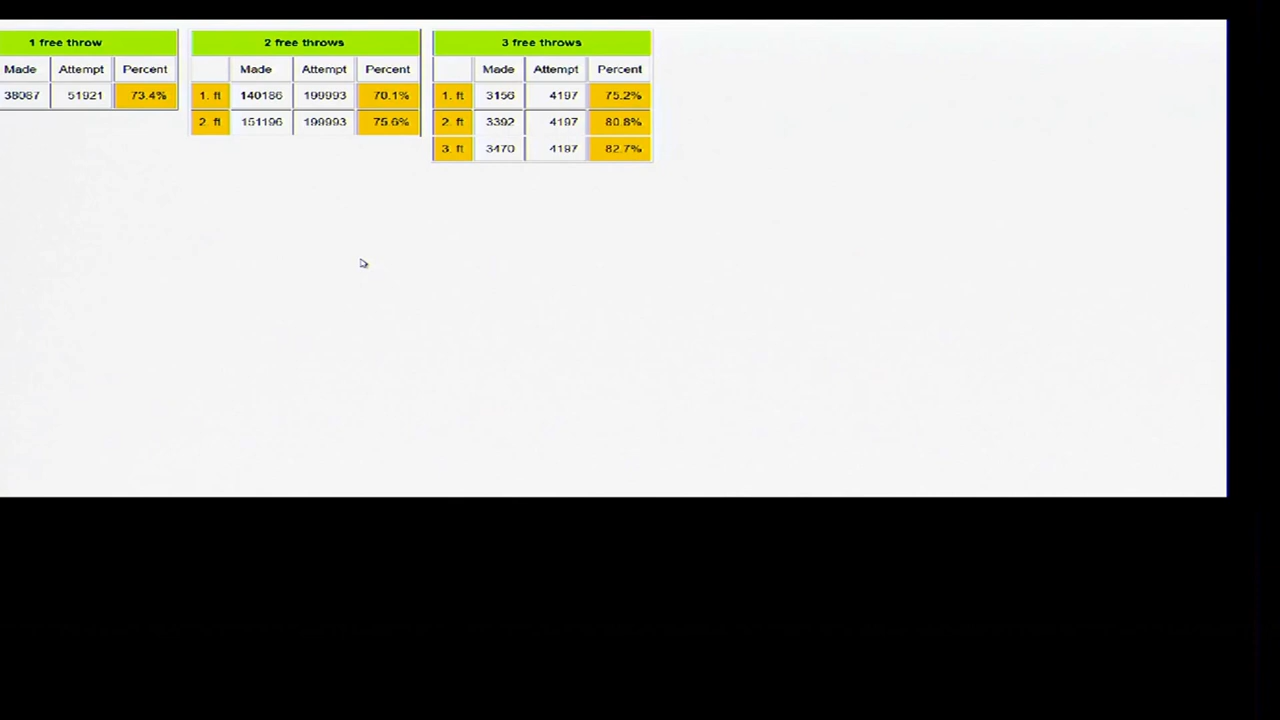 1 free throw
Made Attempt Percent
38067 51921 73.4%
2 free throws
Made Attempt Percent
1. ft 140186 199993 70.1%
2. ft 151196 199993 75.6%
3 free throws
Made Attempt Percent
1. ft 3156 4197 75.2%
2. ft 3392 4197 80.8%
3. ft 3470 4197 82.7%